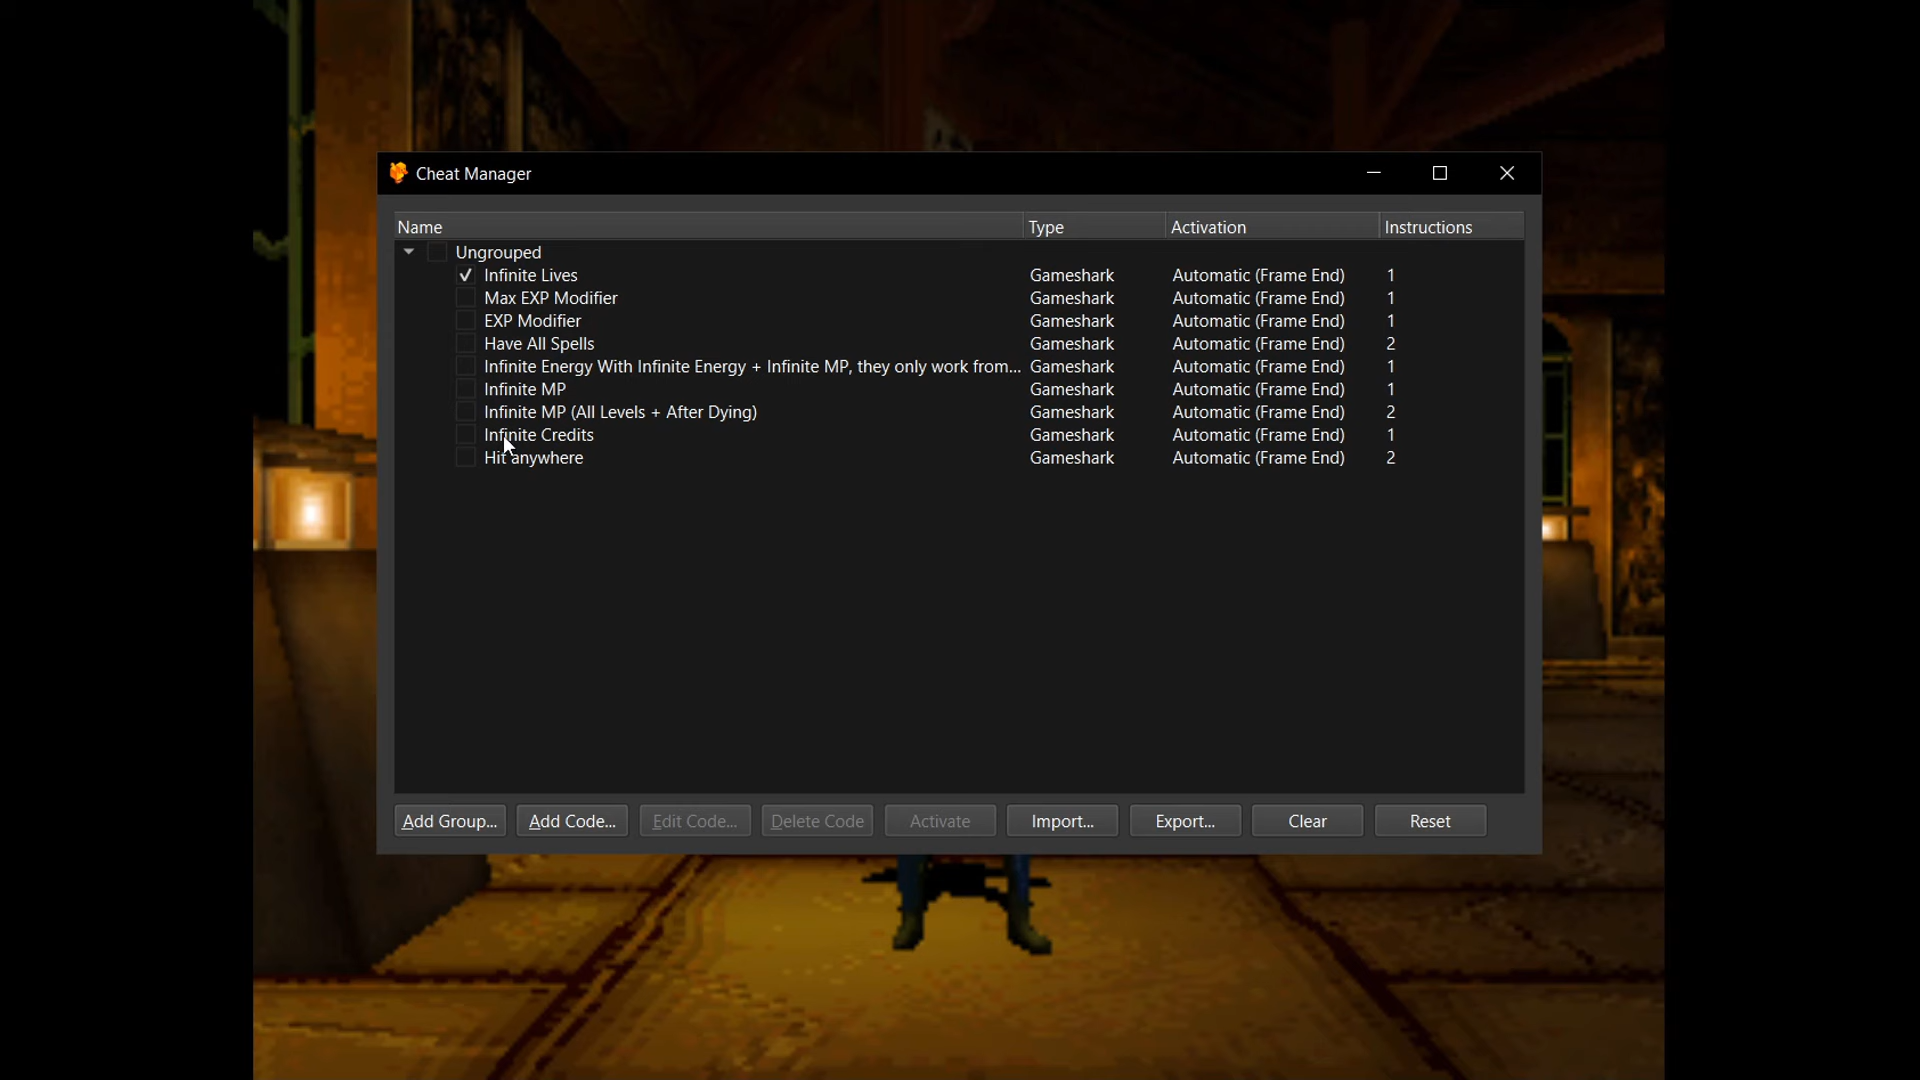 Cheat Manager
Name Type Activation Instructions
Ungrouped
Infinite Lives Gameshark Automatic (Frame End) 1
Max EXP Modifier Gameshark Automatic (Frame End) 1
EXP Modifier Gameshark Automatic (Frame End) 1
Have All Spells Gameshark Automatic (Frame End) 2
Infinite Energy With Infinite Energy + Infinite MP, they only work from... Gameshark Automatic (Frame End) 1
Infinite MP Gameshark Automatic (Frame End) 1
Infinite MP (All Levels + After Dying) Gameshark Automatic (Frame End) 2
Infinite Credits Gameshark Automatic (Frame End) 1
Hit anywhere Gameshark Automatic (Frame End) 2
Add Group... Add Code... Edit Code... Delete Code Activate Import... Export... Clear Reset